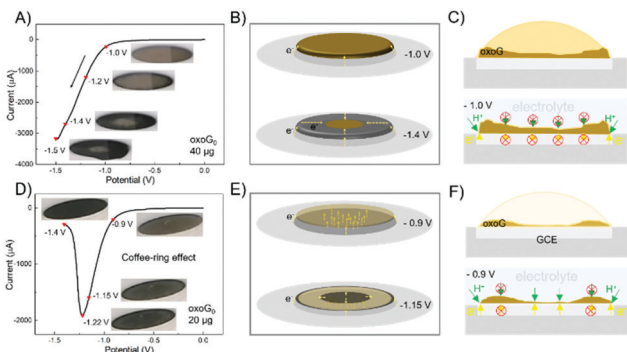 A)
0
-1.0 V
-1.2 V
-1.4 V
-1.5 V
-1000
-2000
-3000
-4000
Current (µA)
oxoG₀
40 µg
-1.5
-1.0
-0.5
0.0
Potential (V)
B)
e⁻
-1.0 V
e⁻
e⁻
-1.4 V
C)
oxoG
- 1.0 V
electrolyte
H⁺
H⁺
D)
0
-1.4 V
-0.9 V
Coffee-ring effect
-1000
-1.15 V
-1.22 V
-2000
Current (µA)
oxoG₀
20 µg
-1.5
-1.0
-0.5
0.0
Potential (V)
E)
e⁻
- 0.9 V
e⁻
-1.15 V
F)
oxoG
GCE
- 0.9 V
electrolyte
H⁺
H⁺